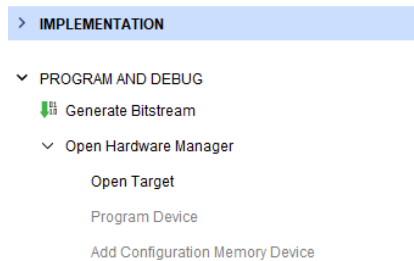 IMPLEMENTATION
PROGRAM AND DEBUG
Generate Bitstream
Open Hardware Manager
Open Target
Program Device
Add Configuration Memory Device